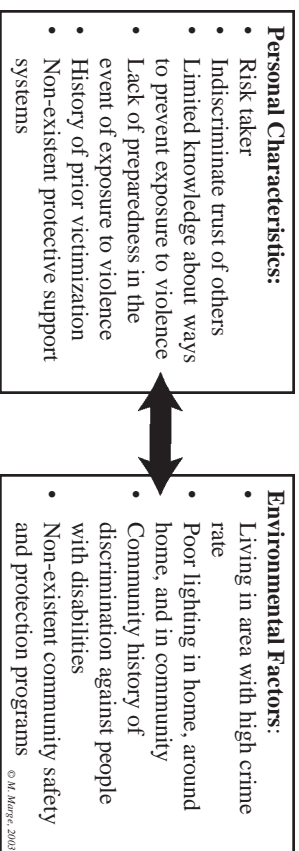 Personal Characteristics:
• Risk taker
• Indiscriminate trust of others
• Limited knowledge about ways
to prevent exposure to violence
• Lack of preparedness in the
event of exposure to violence
• History of prior victimization
• Non-existent protective support
systems
Environmental Factors:
• Living in area with high crime
rate
• Poor lighting in home, around
home, and in community
• Community history of
discrimination against people
with disabilities
• Non-existent community safety
and protection programs
© M. Marge, 2003